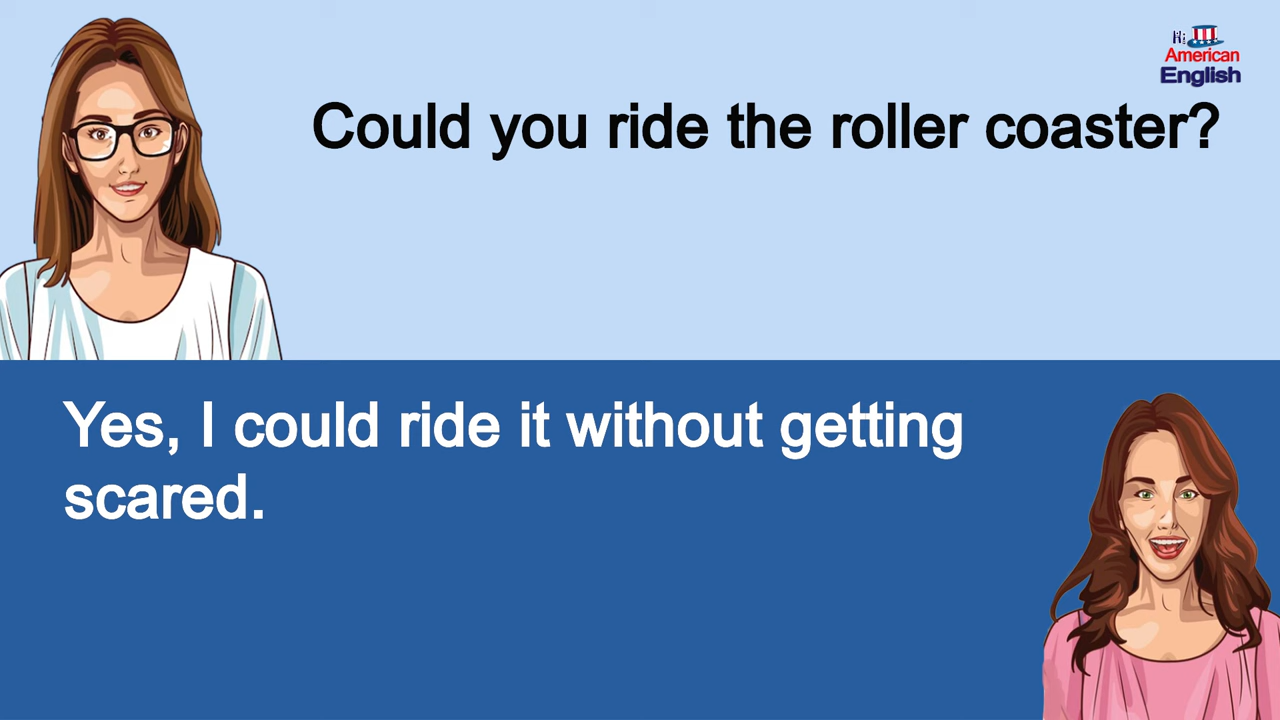 Hi
American
English
Could you ride the roller coaster?
Yes, I could ride it without getting
scared.